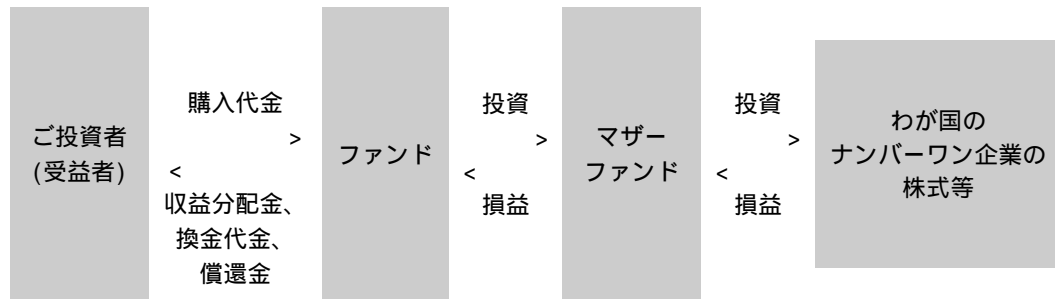 ご投資者
(受益者)
購入代金
>
<
収益分配金、
換金代金、
償還金
ファンド
投資
>
<
損益
マザー
ファンド
投資
>
<
損益
わが国の
ナンバーワン企業の
株式等